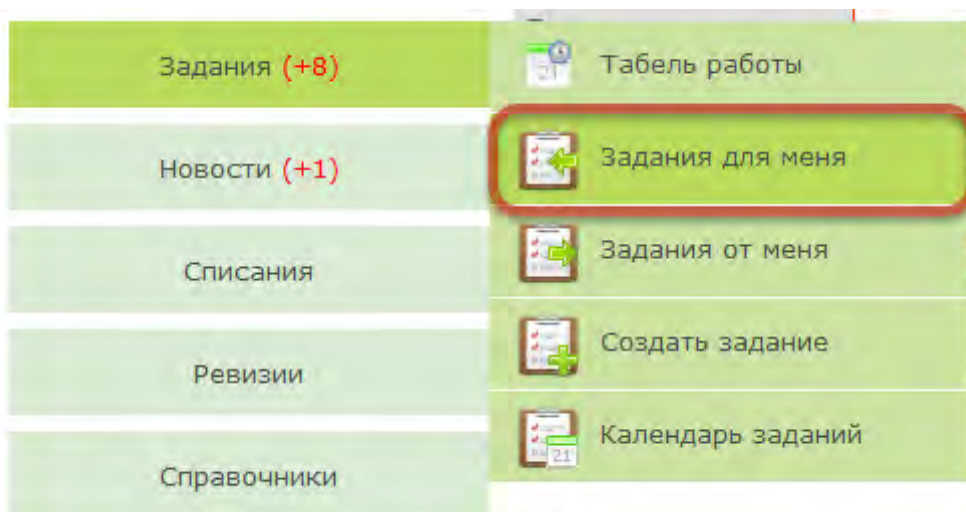 Задания (+8)
Новости (+1)
Списания
Ревизии
Справочники
Табель работы
Задания для меня
Задания от меня
Создать задание
Календарь заданий
21